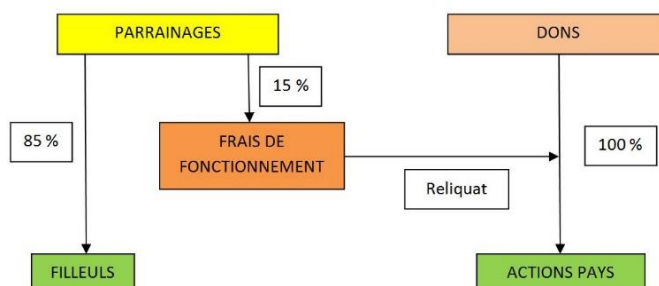 PARRAINAGES
DONS
15 %
85 %
FRAIS DE
FONCTIONNEMENT
100 %
Reliquat
FILLEULS
ACTIONS PAYS